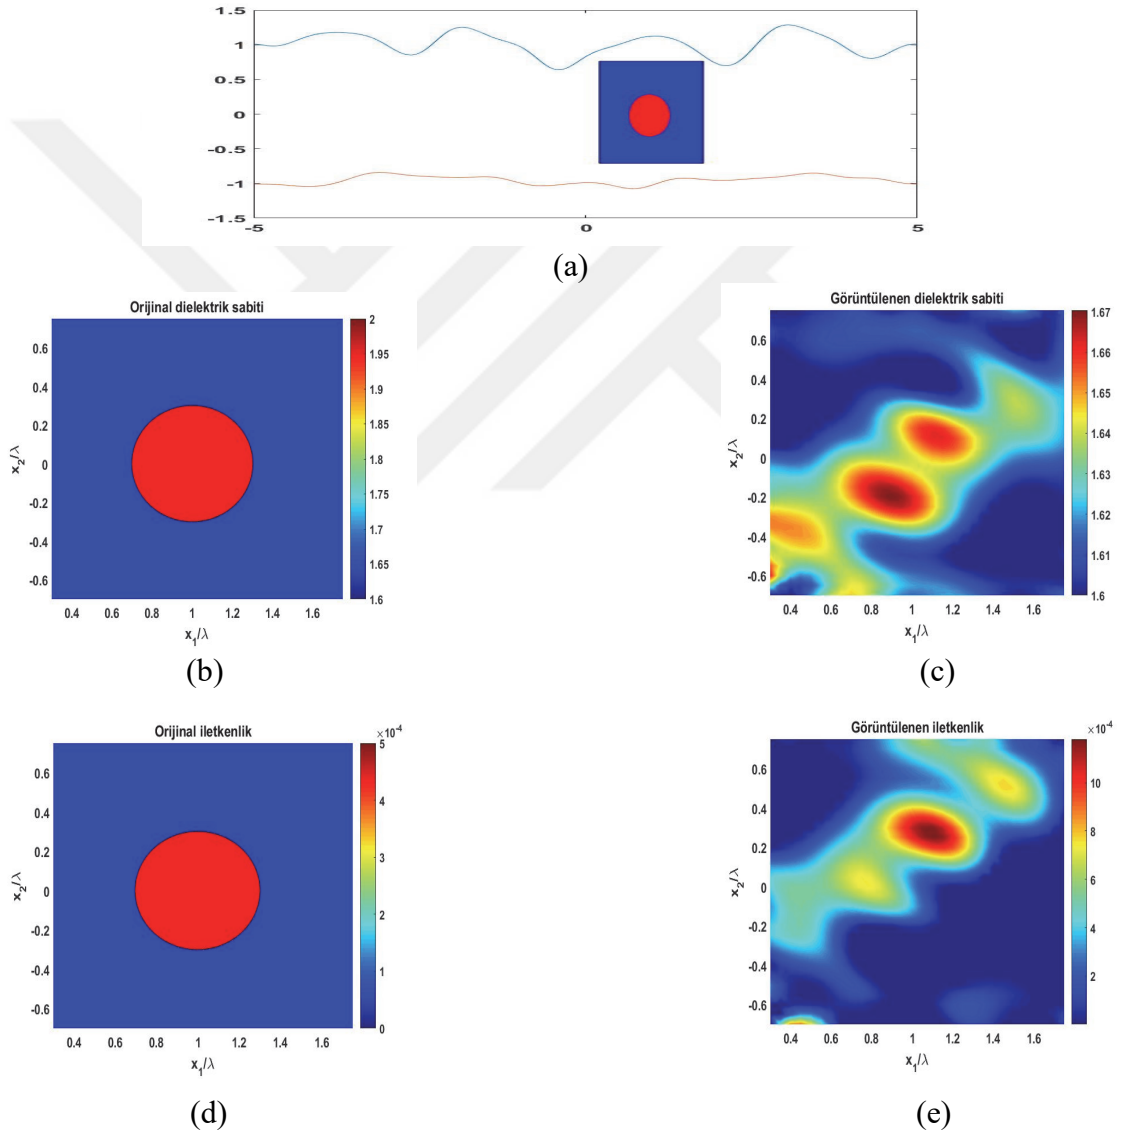 1.5
1
0.5
0
-0.5
-1
-1.5
-5 0 5
(a)
Orijinal dielektrik sabiti
0.6
0.4
0.2
0
-0.2
-0.4
-0.6
x2/λ
0.4 0.6 0.8 1 1.2 1.4 1.6
x1/λ
2
1.95
1.9
1.85
1.8
1.75
1.7
1.65
1.6
(b)
Görüntülenen dielektrik sabiti
0.6
0.4
0.2
0
-0.2
-0.4
-0.6
x2/λ
0.4 0.6 0.8 1 1.2 1.4 1.6
x1/λ
1.67
1.66
1.65
1.64
1.63
1.62
1.61
1.6
(c)
Orijinal iletkenlik
×10-4
0.6
0.4
0.2
0
-0.2
-0.4
-0.6
x2/λ
0.4 0.6 0.8 1 1.2 1.4 1.6
x1/λ
5
4
3
2
1
0
(d)
Görüntülenen iletkenlik
×10-4
0.6
0.4
0.2
0
-0.2
-0.4
-0.6
x2/λ
0.4 0.6 0.8 1 1.2 1.4 1.6
x1/λ
10
8
6
4
2
(e)